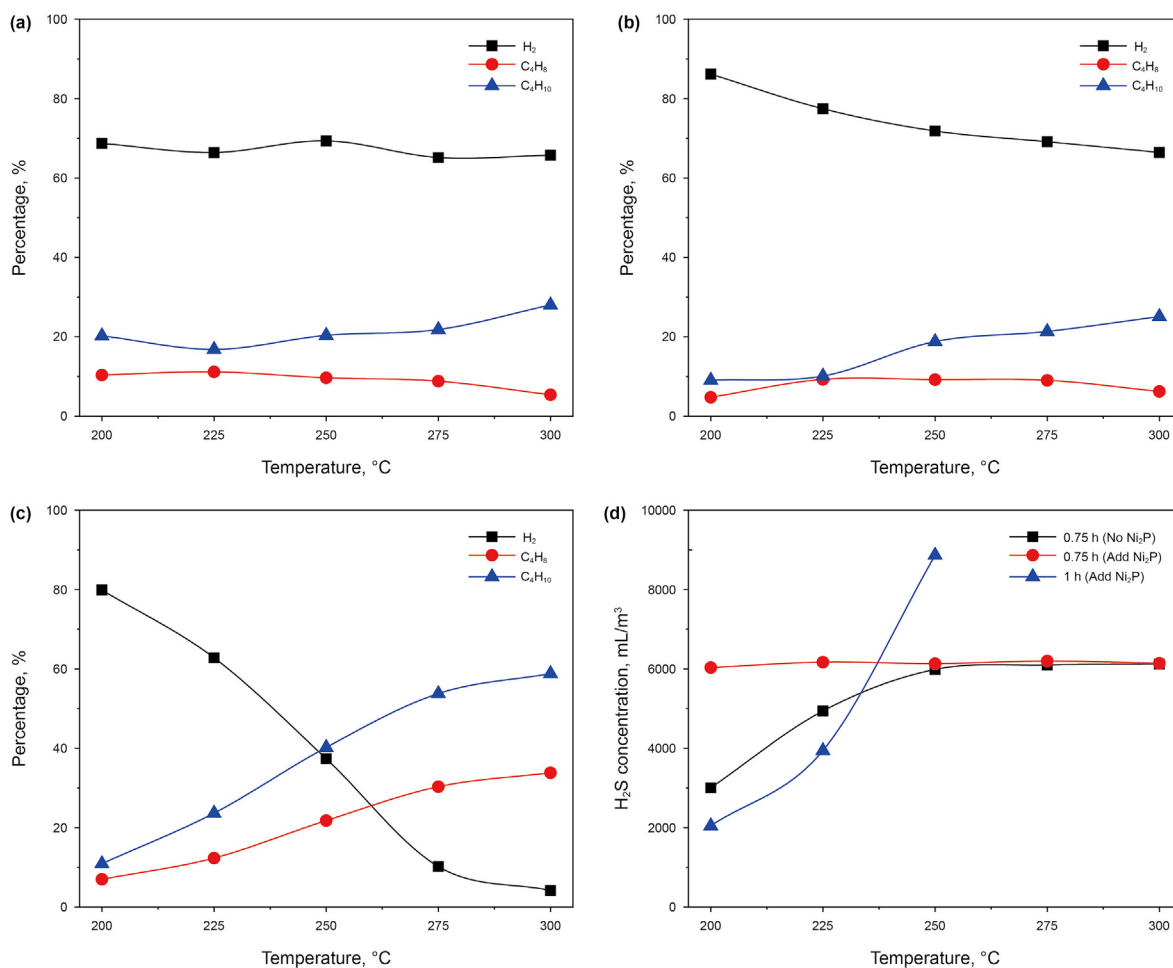 (a)
100
80
60
40
20
0
Percentage, %
200
225
250
275
300
Temperature, °C
H₂
C₄H₈
C₄H₁₀
(b)
100
80
60
40
20
0
Percentage, %
200
225
250
275
300
Temperature, °C
H₂
C₄H₈
C₄H₁₀
(c)
100
80
60
40
20
0
Percentage, %
200
225
250
275
300
Temperature, °C
H₂
C₄H₈
C₄H₁₀
(d)
10000
8000
6000
4000
2000
0
H₂S concentration, mL/m³
200
225
250
275
300
Temperature, °C
0.75 h (No Ni₂P)
0.75 h (Add Ni₂P)
1 h (Add Ni₂P)